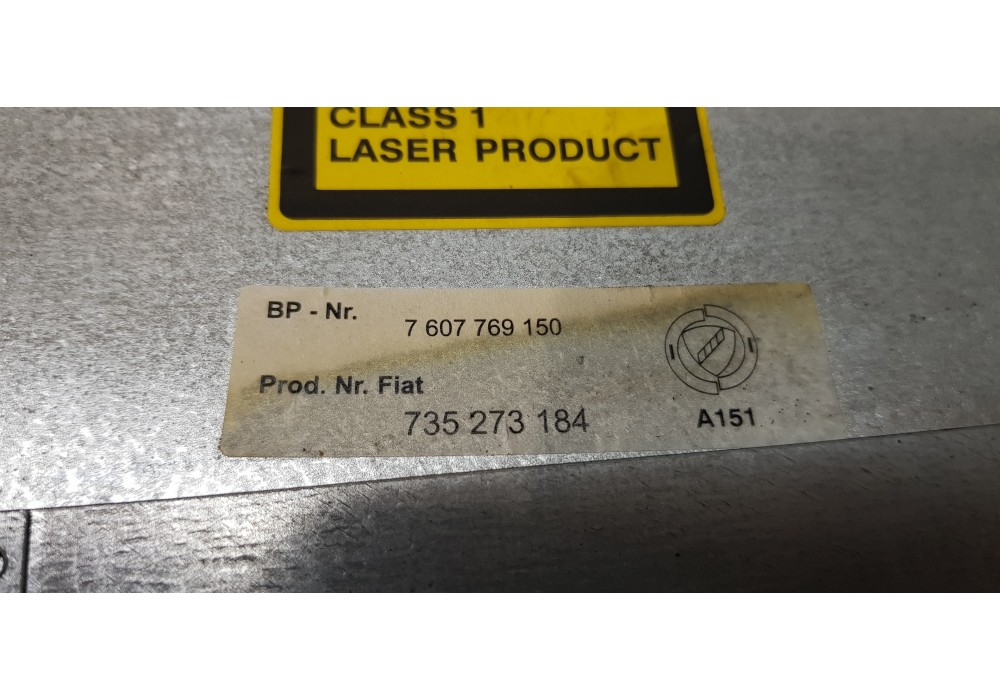 CLASS 1
LASER PRODUCT
BP - Nr.
7 607 769 150
Prod. Nr. Fiat
735 273 184
A151